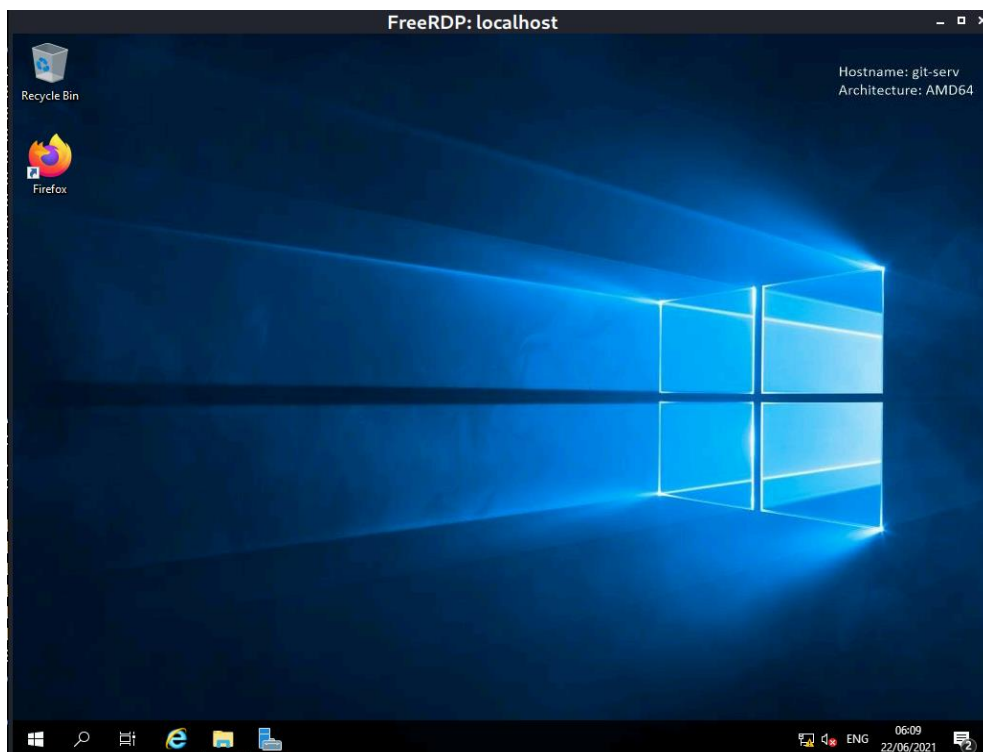 FreeRDP: localhost
Recycle Bin
Hostname: git-serv
Architecture: AMD64
Firefox
ENG
06:09
22/06/2021
2